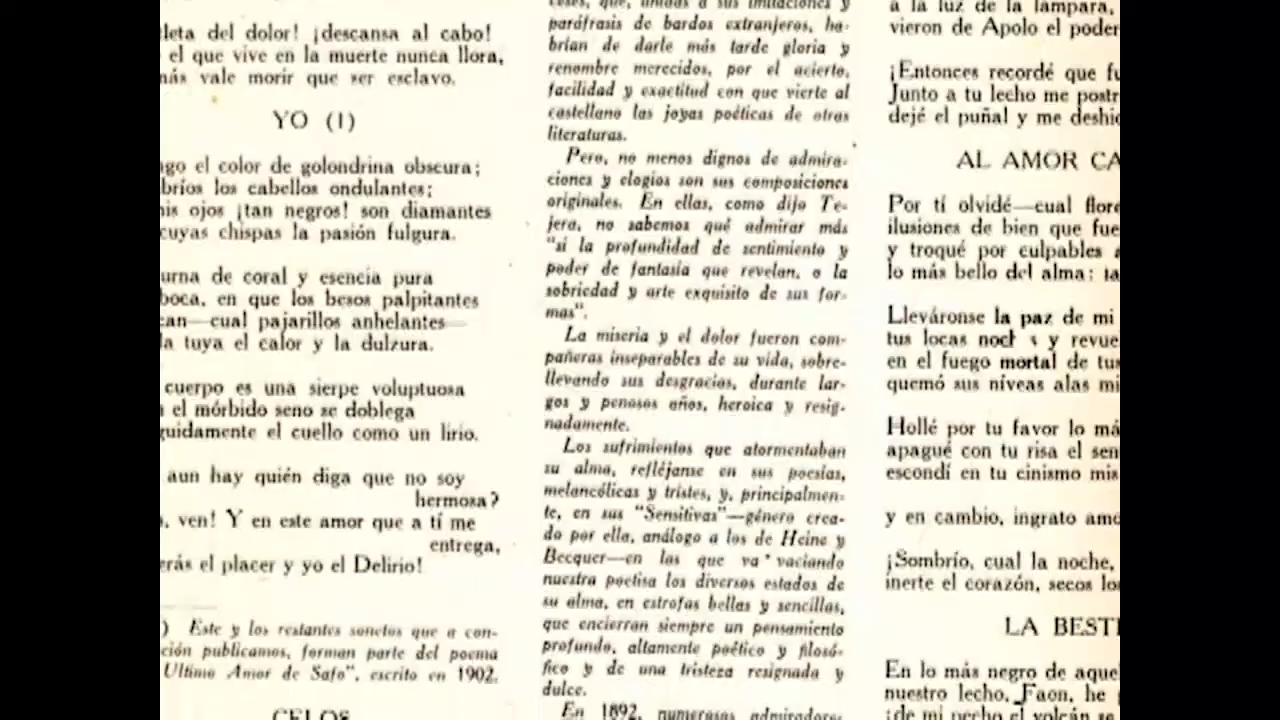 leta del dolor! ¡descansa al cabo!
el que vive en la muerte nunca llora,
más vale morir que ser esclavo.
YO (1)
ngo el color de golondrina obscura;
bríos los cabellos ondulantes;
mis ojos ¡tan negros! son diamantes
cuyas chispas la pasión fulgura.
urna de coral y esencia pura
boca, en que los besos palpitantes
can—cual pajarillos anhelantes—
la tuya el calor y la dulzura.
cuerpo es una sierpe voluptuosa
el mórbido seno se doblega
guidamente el cuello como un lirio.
aun hay quién diga que no soy
hermosa?
, ven! Y en este amor que a tí me
entrega,
erás el placer y yo el Delirio!
) Este y los restantes sonetos que a con-
ción publicamos, forman parte del poema
Ultimo Amor de Safo", escrito en 1902.
CELOS
ceses, que, unidas a sus imitaciones y
paráfrasis de bardos extranjeros, ha-
brían de darle más tarde gloria y
renombre merecidos, por el acierto,
facilidad y exactitud con que vierte al
castellano las joyas poéticas de otras
literaturas.
Pero, no menos dignos de admira-
ciones y elogios son sus composiciones
originales. En ellas, como dijo Te-
jera, no sabemos qué admirar más
"si la profundidad de sentimiento y
poder de fantasía que revelan, o la
sobriedad y arte exquisito de sus for-
mas".
La miseria y el dolor fueron com-
pañeras inseparables de su vida, sobre-
llevando sus desgracias, durante lar-
gos y penosos años, heroica y resig-
nadamente.
Los sufrimientos que atormentaban
su alma, refléjanse en sus poesías,
melancólicas y tristes, y, principalmen-
te, en sus "Sensitivas"—género crea-
do por ella, análogo a los de Heine y
Becquer—en las que va vaciando
nuestra poetisa los diversos estados de
su alma, en estrofas bellas y sencillas,
que encierran siempre un pensamiento
profundo, altamente poético y filosó-
fico y de una tristeza resignada y
dulce.
En 1892, numerosos admiradores
a la luz de la lámpara,
vieron de Apolo el poder
¡Entonces recordé que fu
Junto a tu lecho me postr
dejé el puñal y me deshi
AL AMOR CA
Por tí olvidé—cual flore
ilusiones de bien que fue
y troqué por culpables a
lo más bello del alma: ta
Lleváronse la paz de mi
tus locas noch s y revue
en el fuego mortal de tus
quemó sus níveas alas mi
Hollé por tu favor lo má
apagué con tu risa el sen
escondí en tu cinismo mis
y en cambio, ingrato amo
¡Sombrío, cual la noche,
inerte el corazón, secos lo
LA BESTI
En lo más negro de aque
nuestro lecho, Faon, he
¡de mi pecho el volcán se